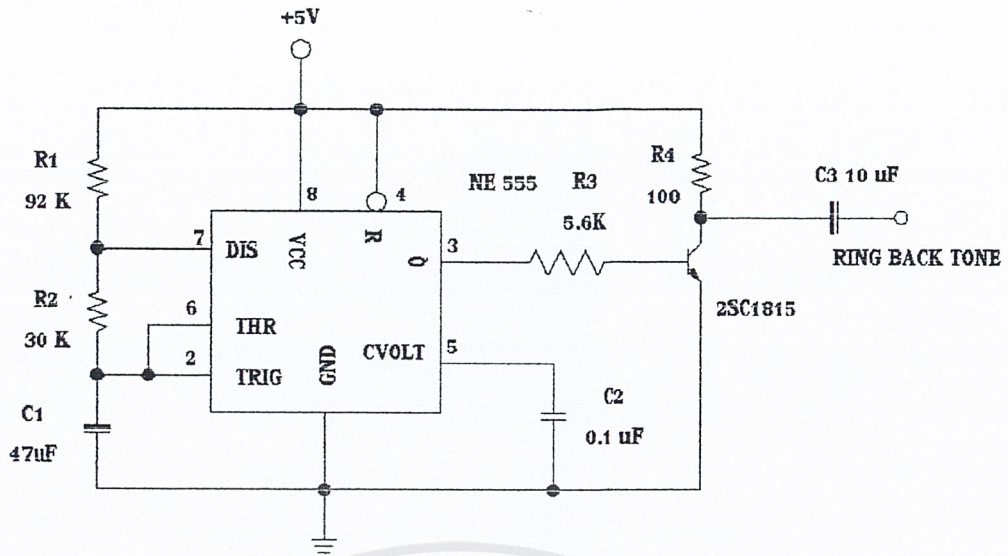 +5V
R1
92 K
R2
30 K
C1
47uF
7
6
2
8
4
DIS
VCC
R
Q
THR
TRIG
GND
CVOLT
3
5
NE 555
R3
5.6K
R4
100
C3 10 uF
RING BACK TONE
2SC1815
C2
0.1 uF